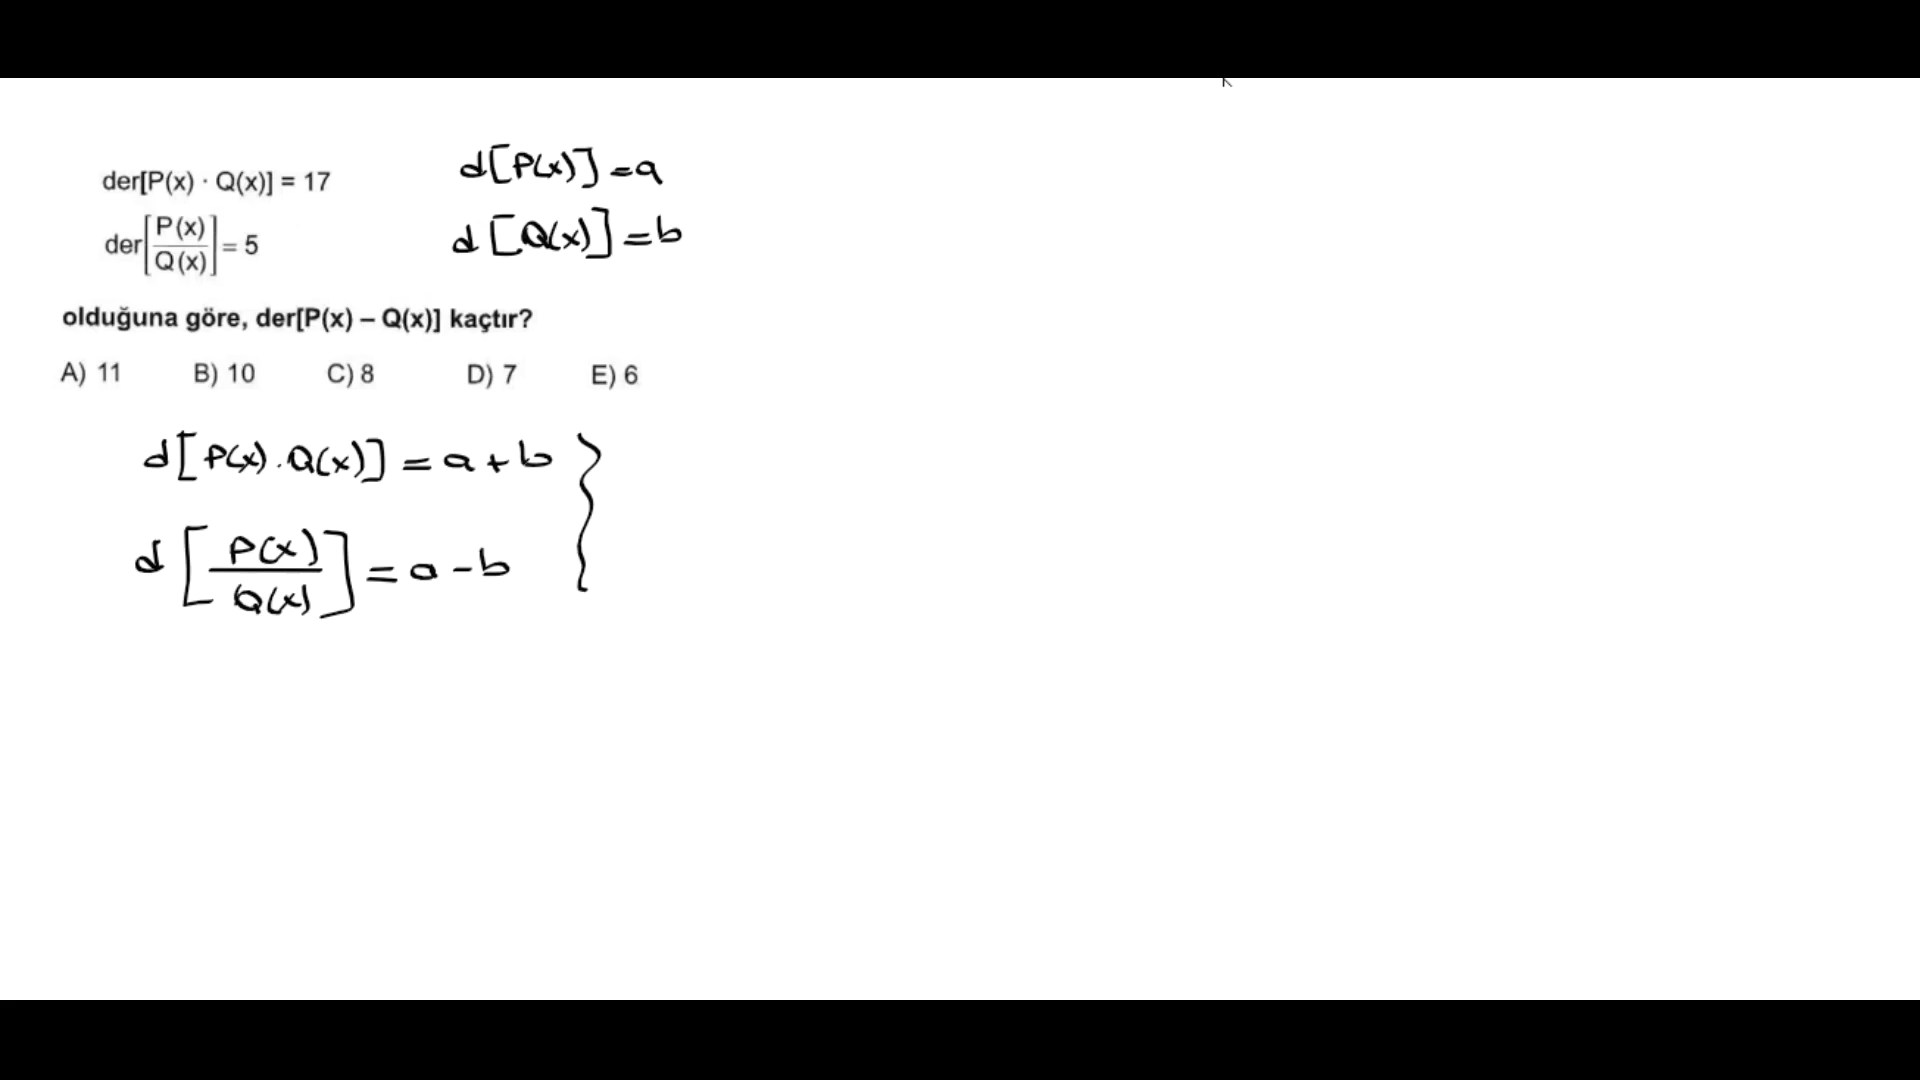 der[P(x) · Q(x)] = 17
der[P(x)/Q(x)] = 5
d[P(x)] = a
d[Q(x)] = b
olduğuna göre, der[P(x) – Q(x)] kaçtır?
A) 11 B) 10 C) 8 D) 7 E) 6
d[P(x).Q(x)] = a + b
d[P(x)/Q(x)] = a - b